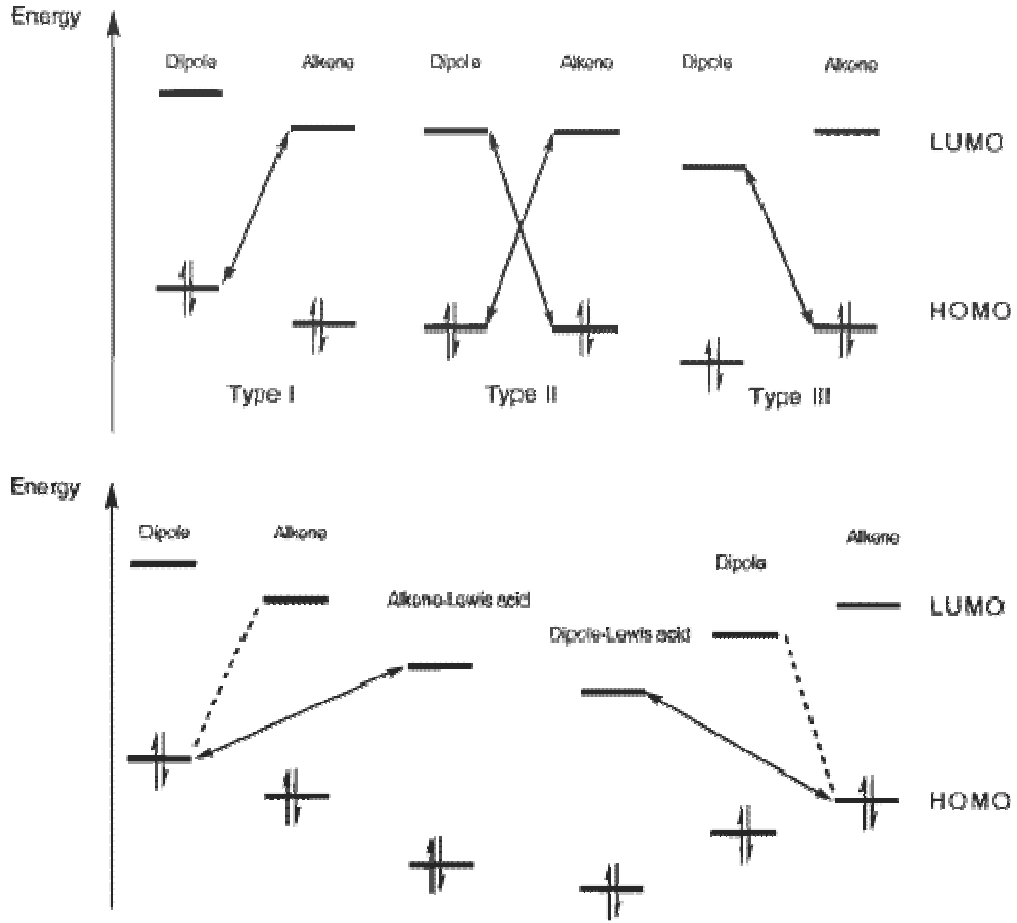 Energy
Dipole Alkene Dipole Alkene Dipole Alkene
LUMO
HOMO
Type I Type II Type III
Energy
Dipole Alkene Alkene
Dipole
Alkene-Lewis acid LUMO
Dipole-Lewis acid
HOMO